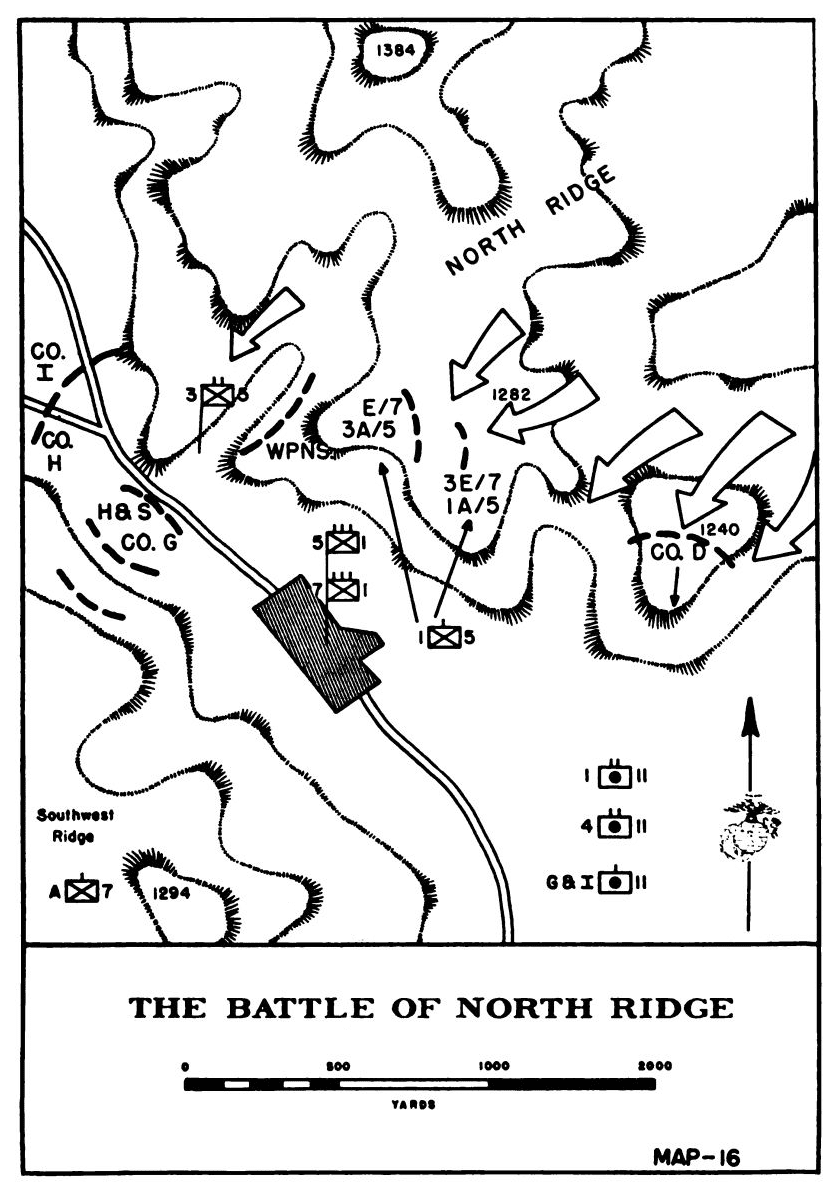 1384
NORTH RIDGE
CO.
I
3 5
1282
E/7
3A/5
CO.
H
WPNS.
3E/7
1A/5
H & S
CO. G
1240
CO. D
5 1
7 1
1 5
1 11
4 11
G & I 11
Southwest
Ridge
A 7
1294
THE BATTLE OF NORTH RIDGE
0 500 1000 2000
YARDS
MAP-16